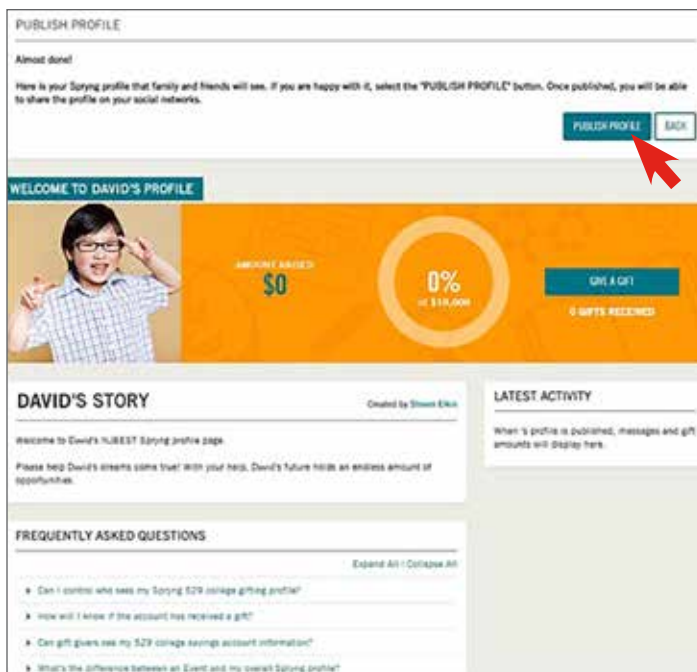 PUBLISH PROFILE
Almost done!
Here is your Spryng profile that family and friends will see. If you are happy with it, select the "PUBLISH PROFILE" button. Once published, you will be able
to share the profile on your social networks.
PUBLISH PROFILE
BACK
WELCOME TO DAVID'S PROFILE
AMOUNT RAISED
$0
0%
of $10,000
GIVE A GIFT
0 GIFTS RECEIVED
DAVID'S STORY
Created by
Welcome to David's NJBEST Spryng profile page.
Please help David's dreams come true! With your help, David's future holds an endless amount of
opportunities.
LATEST ACTIVITY
When 's profile is published, messages and gift
amounts will display here.
FREQUENTLY ASKED QUESTIONS
Expand All | Collapse All
Can I control who sees my Spryng 529 college gifting profile?
How will I know if the account has received a gift?
Can gift givers see my 529 college savings account information?
What's the difference between an Event and my overall Spryng profile?